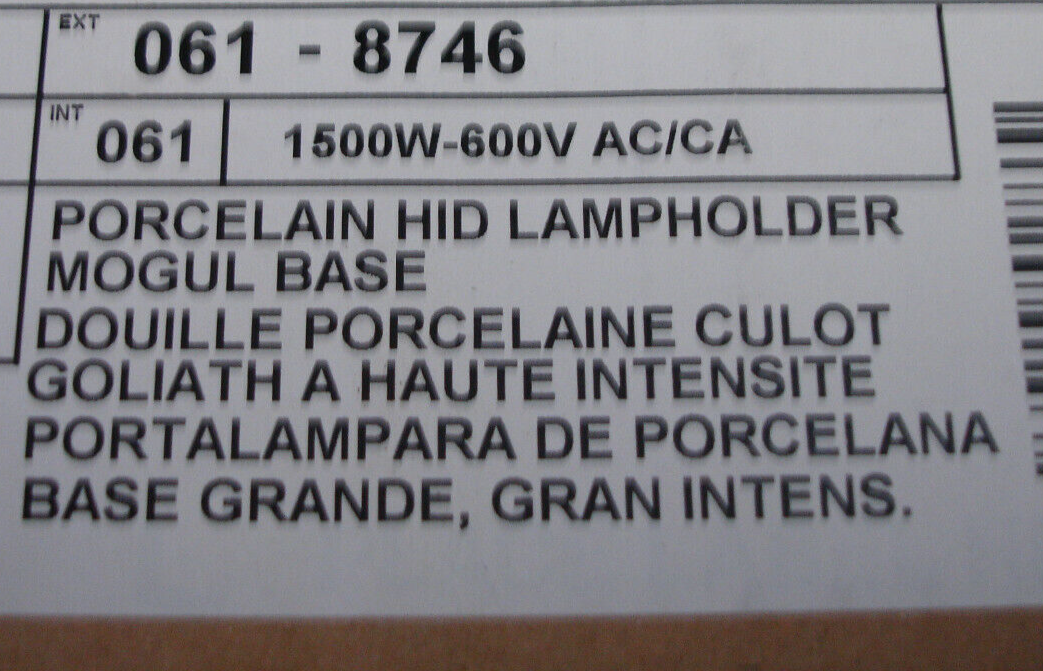 EXT
061 - 8746
INT
061 1500W-600V AC/CA
PORCELAIN HID LAMPHOLDER
MOGUL BASE
DOUILLE PORCELAINE CULOT
GOLIATH A HAUTE INTENSITE
PORTALAMPARA DE PORCELANA
BASE GRANDE, GRAN INTENS.